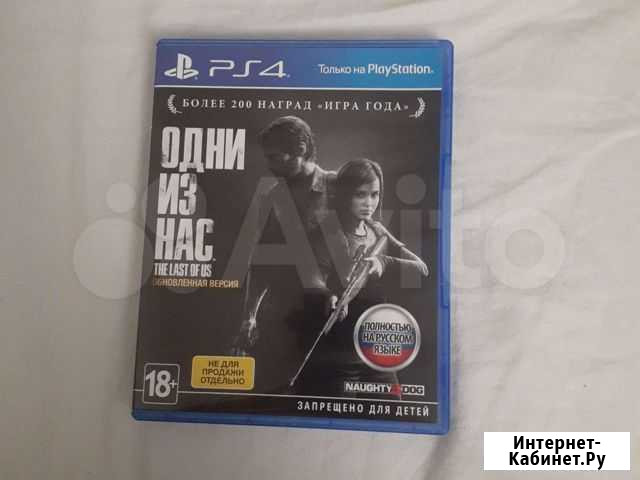 PS4
Только на PlayStation®
БОЛЕЕ 200 НАГРАД «ИГРА ГОДА»
ОДНИ
ИЗ
НАС
THE LAST OF US
ОБНОВЛЕННАЯ ВЕРСИЯ
Avito
ПОЛНОСТЬЮ
НА РУССКОМ
ЯЗЫКЕ
НЕ ДЛЯ
ПРОДАЖИ
ОТДЕЛЬНО
18+
NAUGHTY DOG
ЗАПРЕЩЕНО ДЛЯ ДЕТЕЙ
Интернет-
Кабинет.Ру